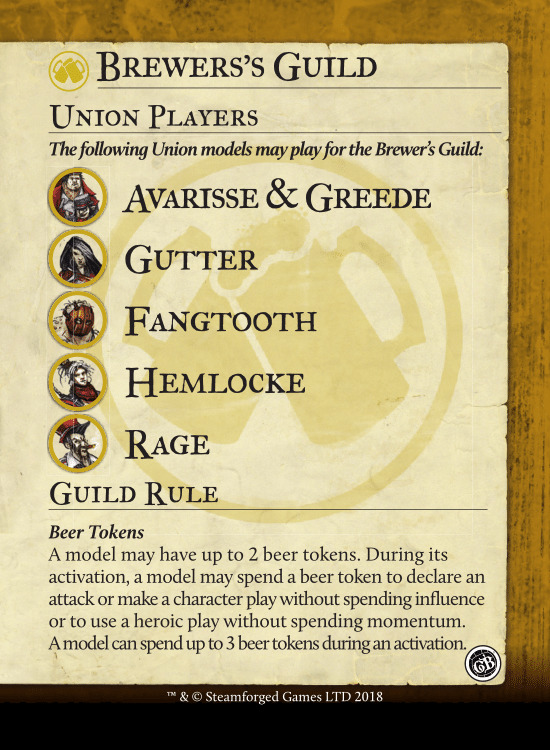 Brewers's Guild
Union Players
The following Union models may play for the Brewer's Guild:
Avarisse & Greede
Gutter
Fangtooth
Hemlocke
Rage
Guild Rule
Beer Tokens
A model may have up to 2 beer tokens. During its
activation, a model may spend a beer token to declare an
attack or make a character play without spending influence
or to use a heroic play without spending momentum.
A model can spend up to 3 beer tokens during an activation.
GB
™ & © Steamforged Games LTD 2018